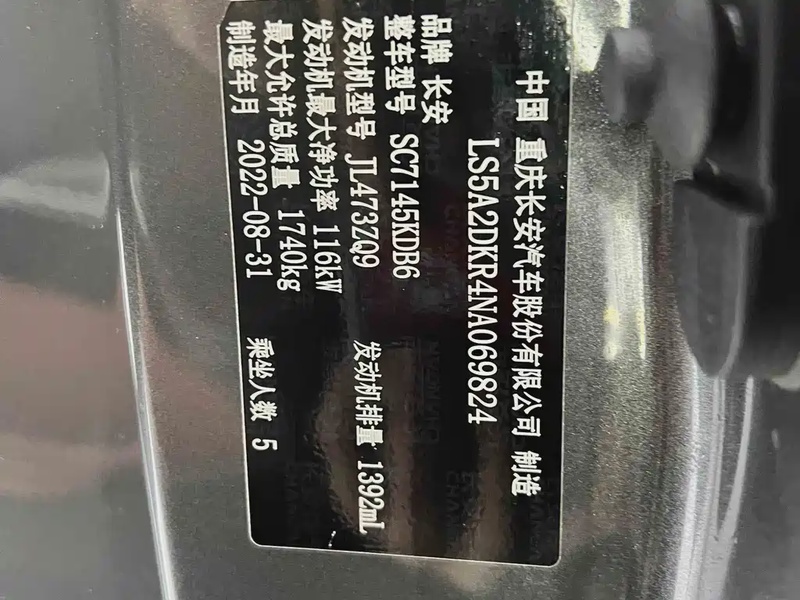 中国 重庆长安汽车股份有限公司 制造
LS5A2DKR4NA069824
品牌 长安
整车型号 SC7145KDB6
发动机型号 JL473ZQ9 发动机排量 1392mL
发动机最大净功率 116kW
最大允许总质量 1740kg
制造年月 2022-08-31 乘坐人数 5